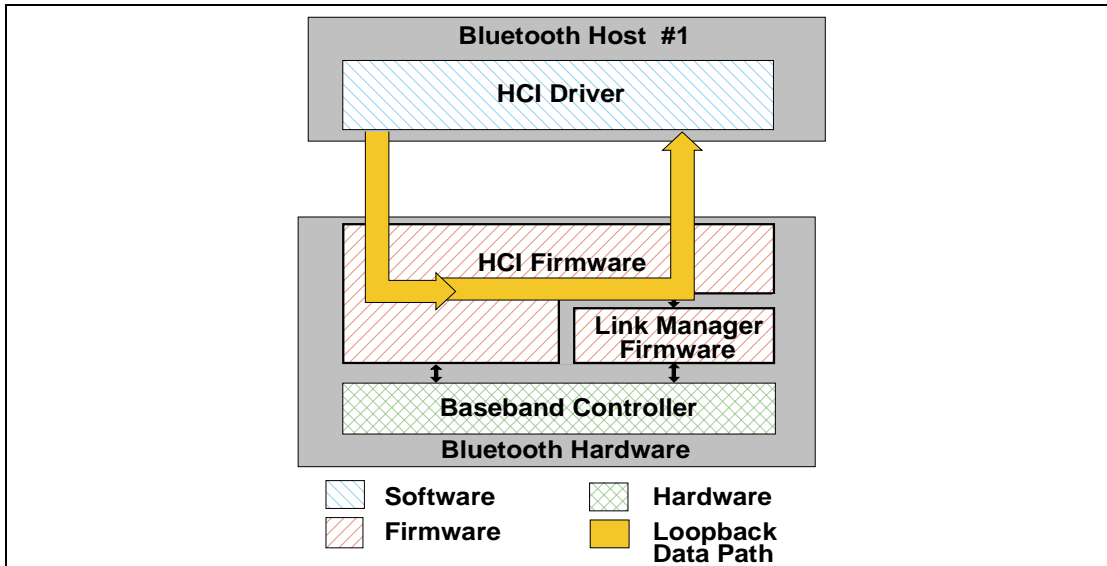 Bluetooth Host #1
HCI Driver
HCI Firmware
Link Manager
Firmware
Baseband Controller
Bluetooth Hardware
Software
Hardware
Firmware
Loopback
Data Path